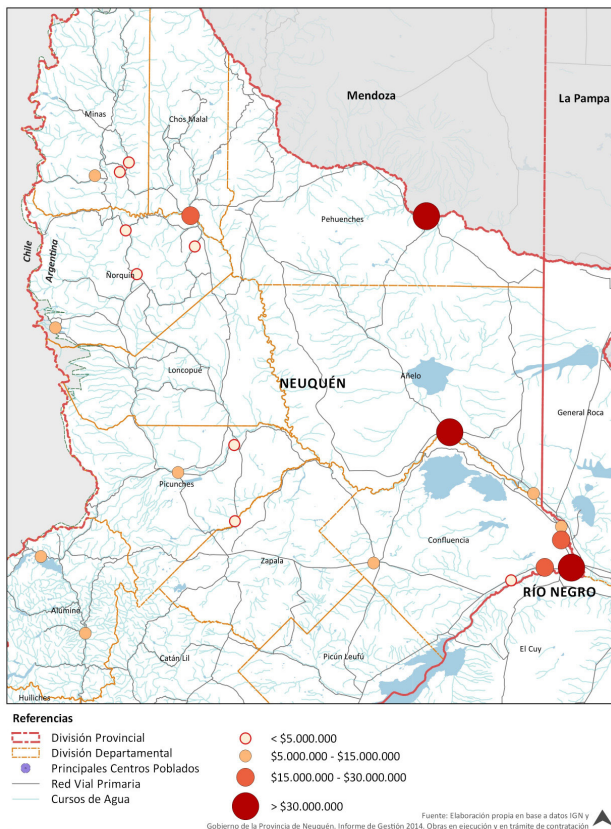 Mendoza
La Pampa
Minas
Chos Malal
Pehuenches
Chile
Argentina
Ñorquín
Loncopué
NEUQUÉN
Añelo
General Roca
Picunches
Confluencia
Zapala
RÍO NEGRO
Aluminé
El Cuy
Catán Lil
Picún Leufú
Huiliches
Referencias
División Provincial
División Departamental
Principales Centros Poblados
Red Vial Primaria
Cursos de Agua
< $5.000.000
$5.000.000 - $15.000.000
$15.000.000 - $30.000.000
> $30.000.000
Fuente: Elaboración propia en base a datos IGN y
Gobierno de la Provincia de Neuquén. Informe de Gestión 2014. Obras en ejecución y en trámite de contratación